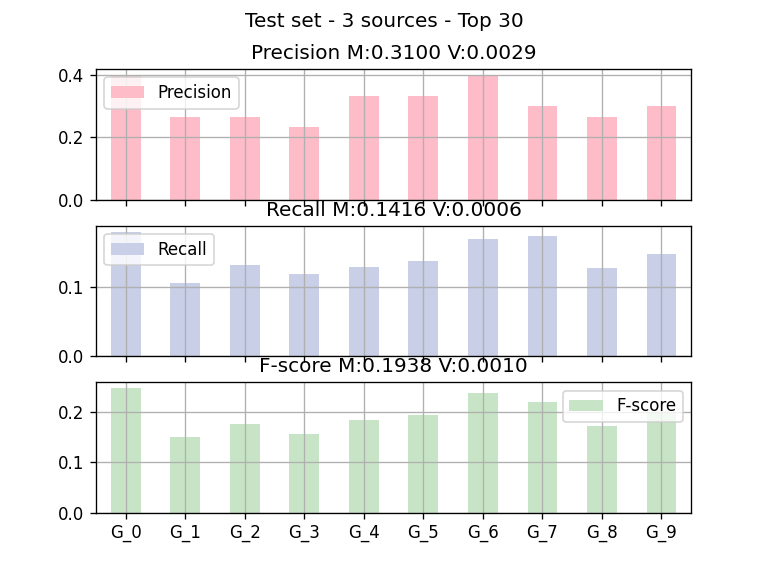 Test set - 3 sources - Top 30
Precision M:0.3100 V:0.0029
0.4
Precision
0.2
0.0
Recall M:0.1416 V:0.0006
Recall
0.1
0.0
F-score M:0.1938 V:0.0010
F-score
0.2
0.1
0.0
G_0 G_1 G_2 G_3 G_4 G_5 G_6 G_7 G_8 G_9